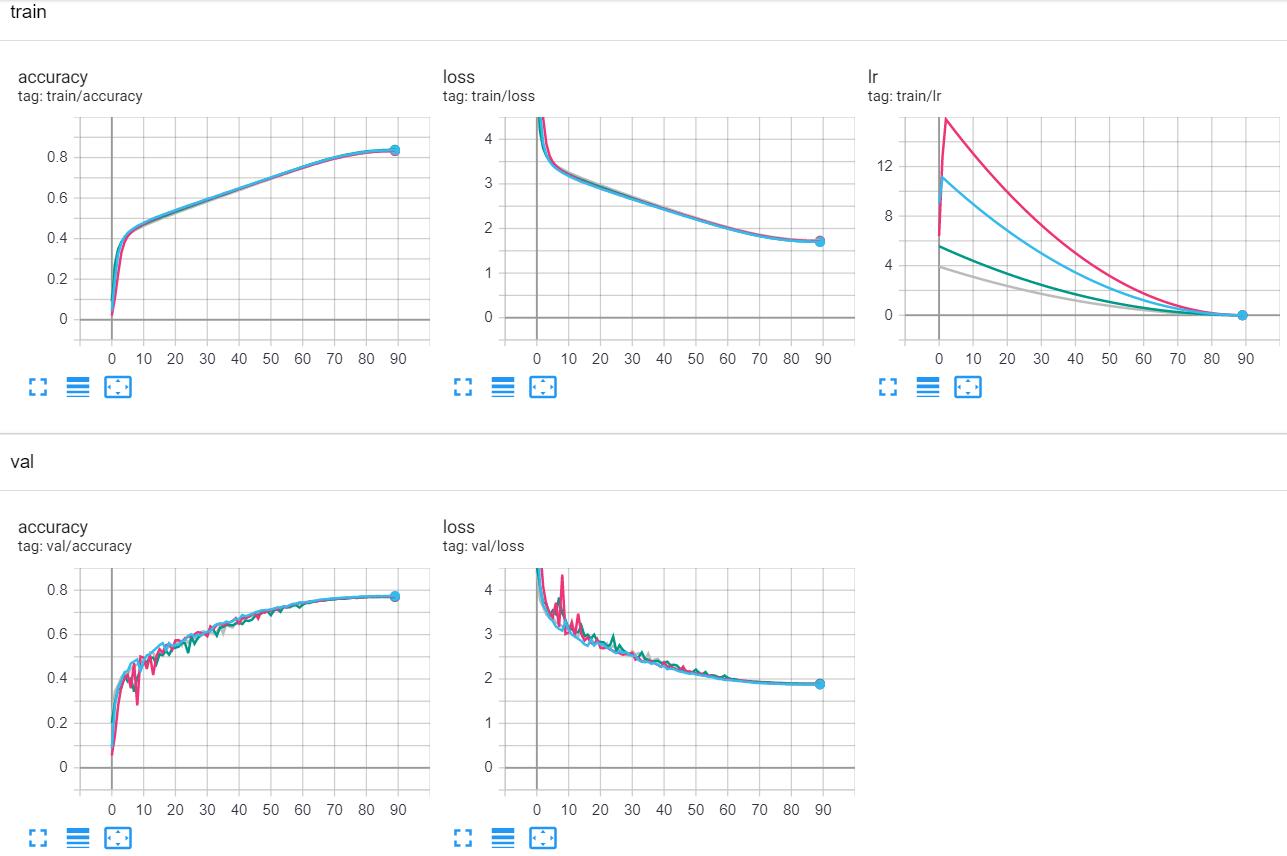 train
accuracy
tag: train/accuracy
0.8
0.6
0.4
0.2
0
0 10 20 30 40 50 60 70 80 90
loss
tag: train/loss
4
3
2
1
0
0 10 20 30 40 50 60 70 80 90
lr
tag: train/lr
12
8
4
0
0 10 20 30 40 50 60 70 80 90
val
accuracy
tag: val/accuracy
0.8
0.6
0.4
0.2
0
0 10 20 30 40 50 60 70 80 90
loss
tag: val/loss
4
3
2
1
0
0 10 20 30 40 50 60 70 80 90